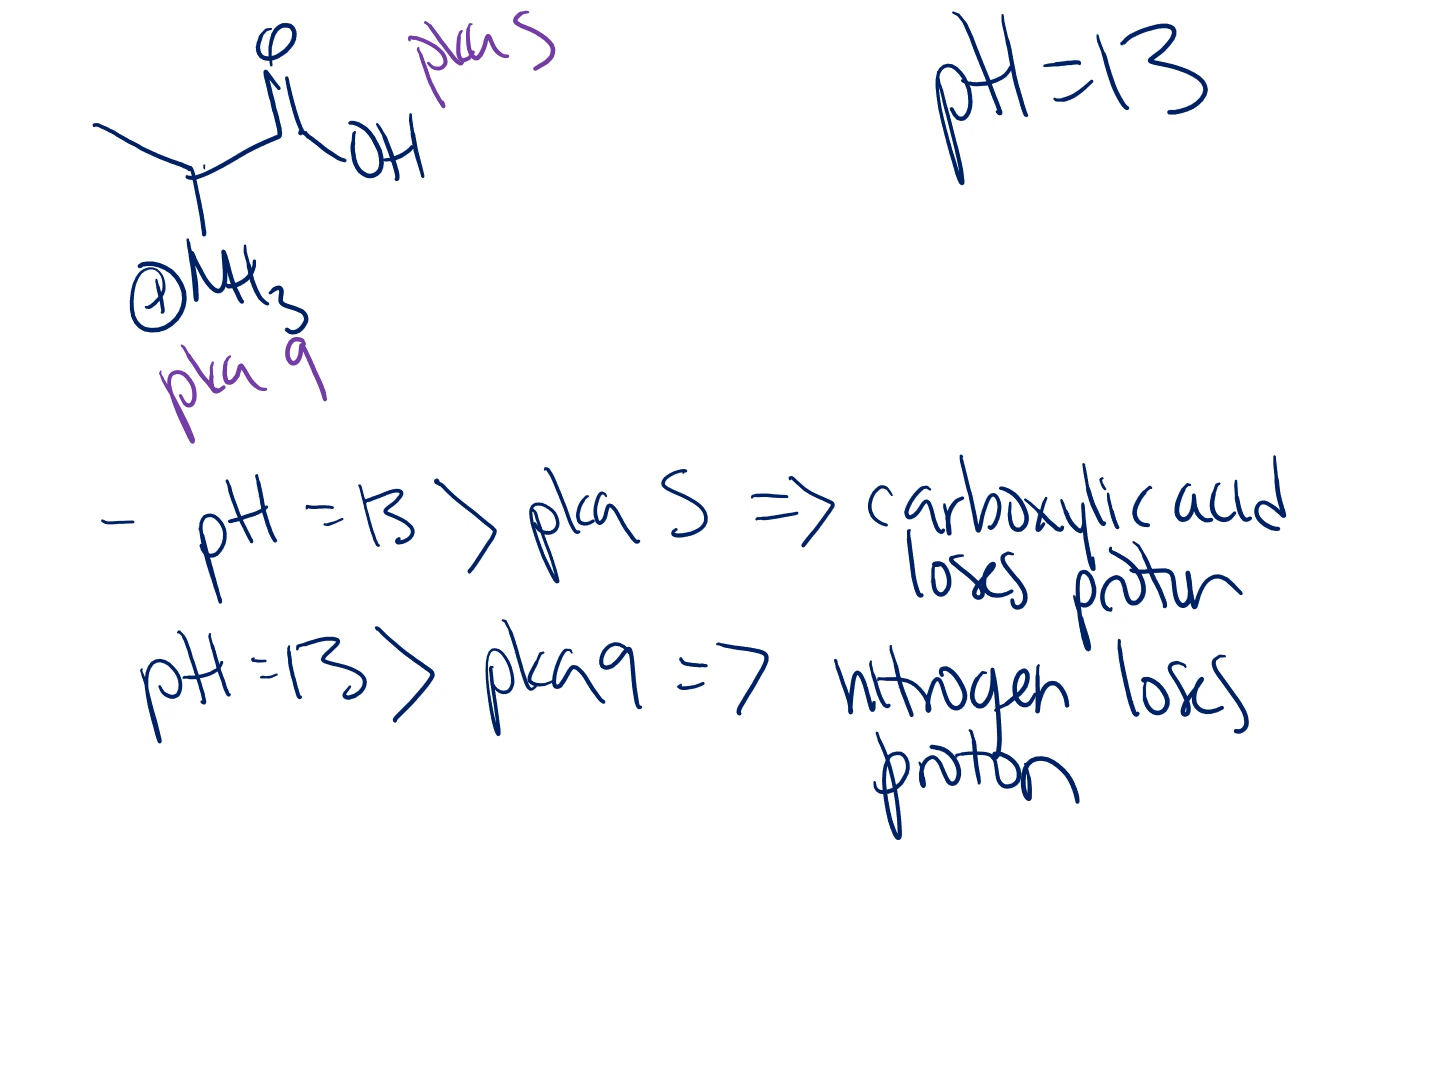 O
pka 5
pH = 13
OH
⊕NH3
pka 9
- pH = 13 > pka 5 => carboxylic acid
loses proton
pH = 13 > pka 9 => nitrogen loses
proton